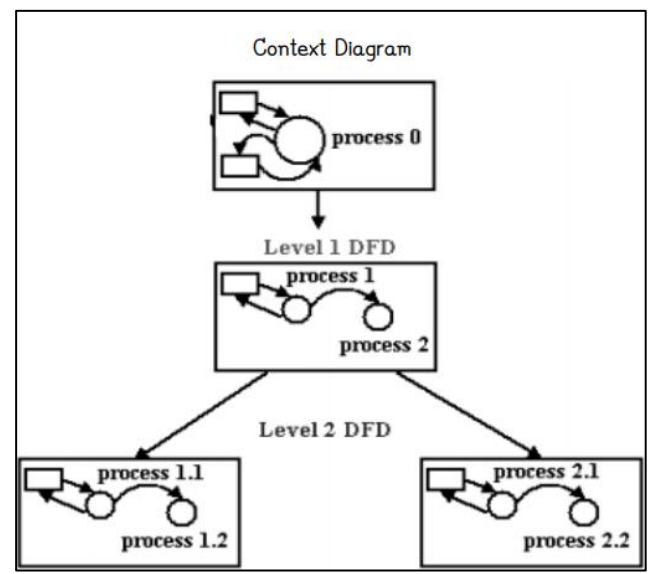 Context Diagram
process 0
Level 1 DFD
process 1
process 2
Level 2 DFD
process 1.1
process 1.2
process 2.1
process 2.2